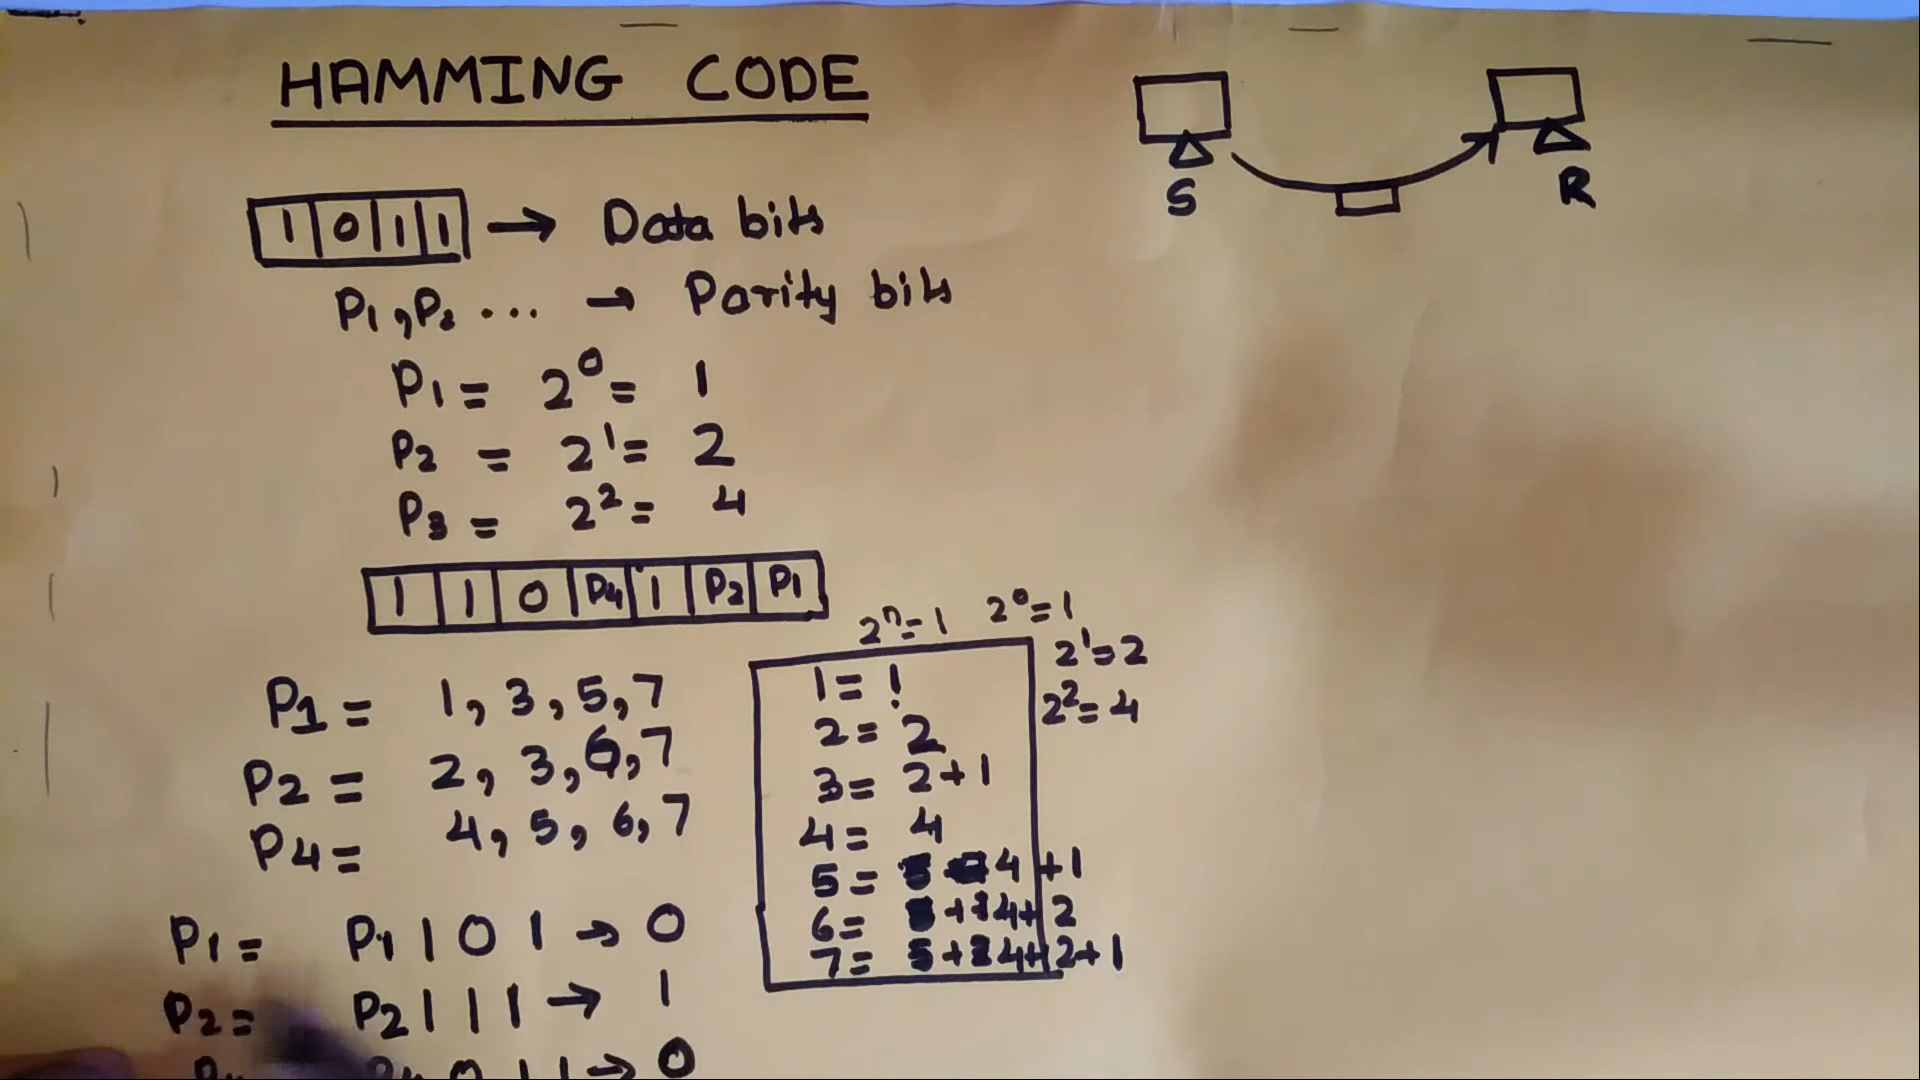 HAMMING CODE
S R
1 0 1 1 → Data bits
P1, P2 ... → Parity bits
P1 = 2⁰ = 1
P2 = 2¹ = 2
P3 = 2² = 4
1 1 0 P4 1 P2 P1
P1 = 1, 3, 5, 7
P2 = 2, 3, 6, 7
P4 = 4, 5, 6, 7
2ⁿ = 1 2⁰ = 1
2¹ = 2
2² = 4
1 = 1
2 = 2
3 = 2+1
4 = 4
5 = 4+1
6 = 4+2
7 = 4+2+1
P1 = P1 1 0 1 → 0
P2 = P2 1 1 1 → 1
0 1 1 → 0